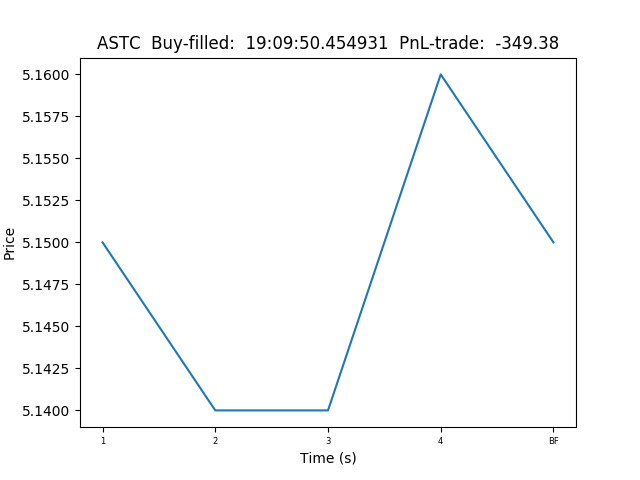 ASTC  Buy-filled:  19:09:50.454931  PnL-trade:  -349.38
Price
5.1600
5.1575
5.1550
5.1525
5.1500
5.1475
5.1450
5.1425
5.1400
1 2 3 4 BF
Time (s)